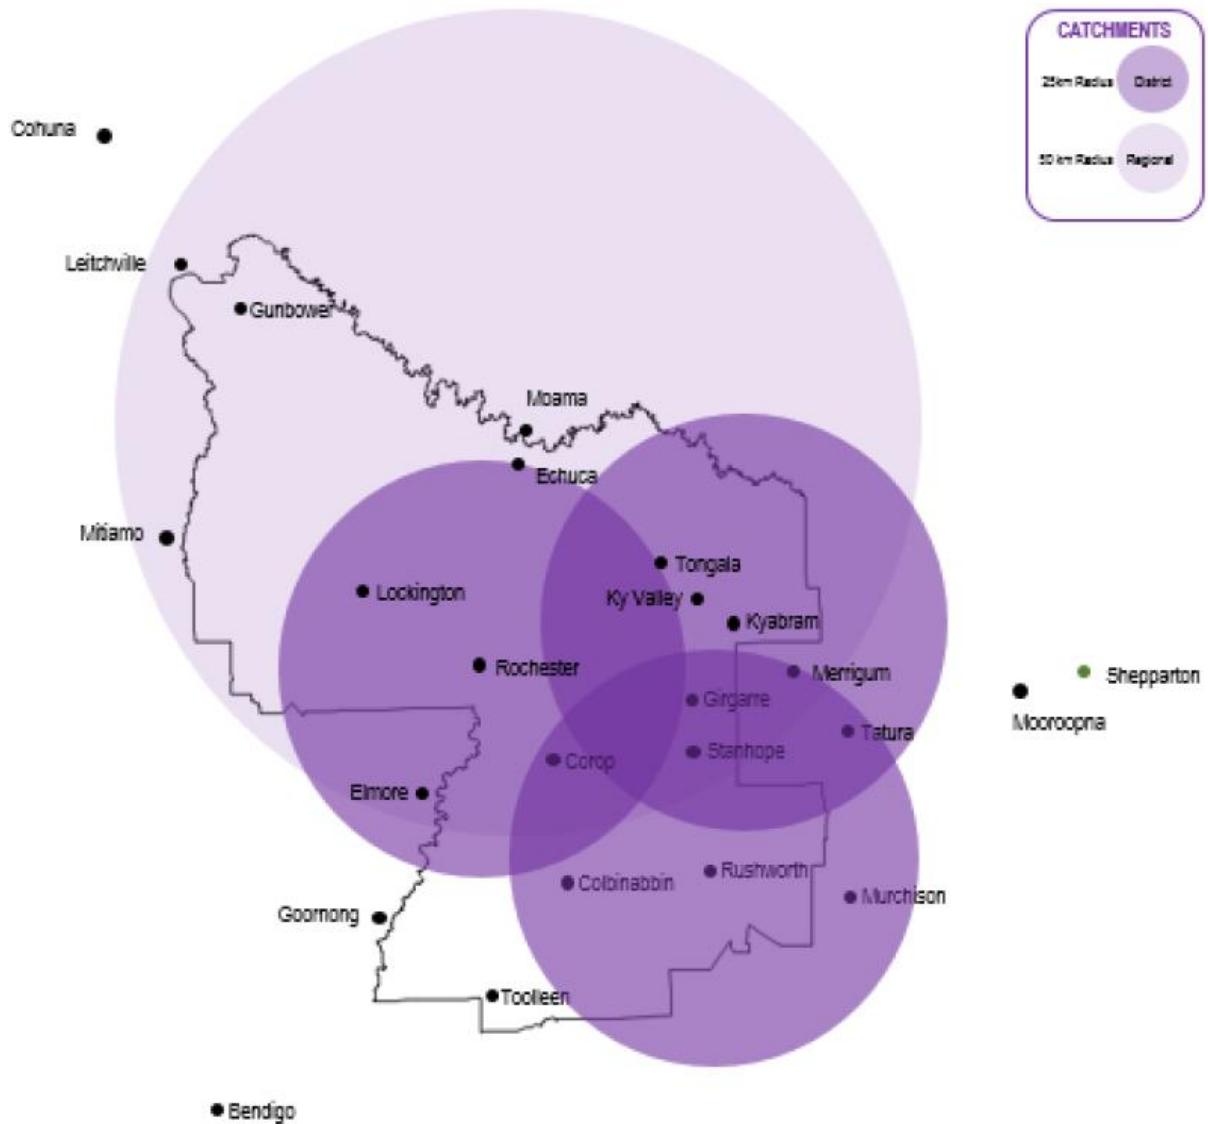 CATCHMENTS
25km Radius District
50 km Radius Regional
Cohuna
Leitchville
Gunbower
Moama
Echuca
Mitiamo
Tongala
Lockington
Ky Valley
Kyabram
Rochester
Merrigum
Shepparton
Girgarre
Mooroopna
Tatura
Stanhope
Corop
Elmore
Rushworth
Colbinabbin
Murchison
Goornong
Toolleen
Bendigo